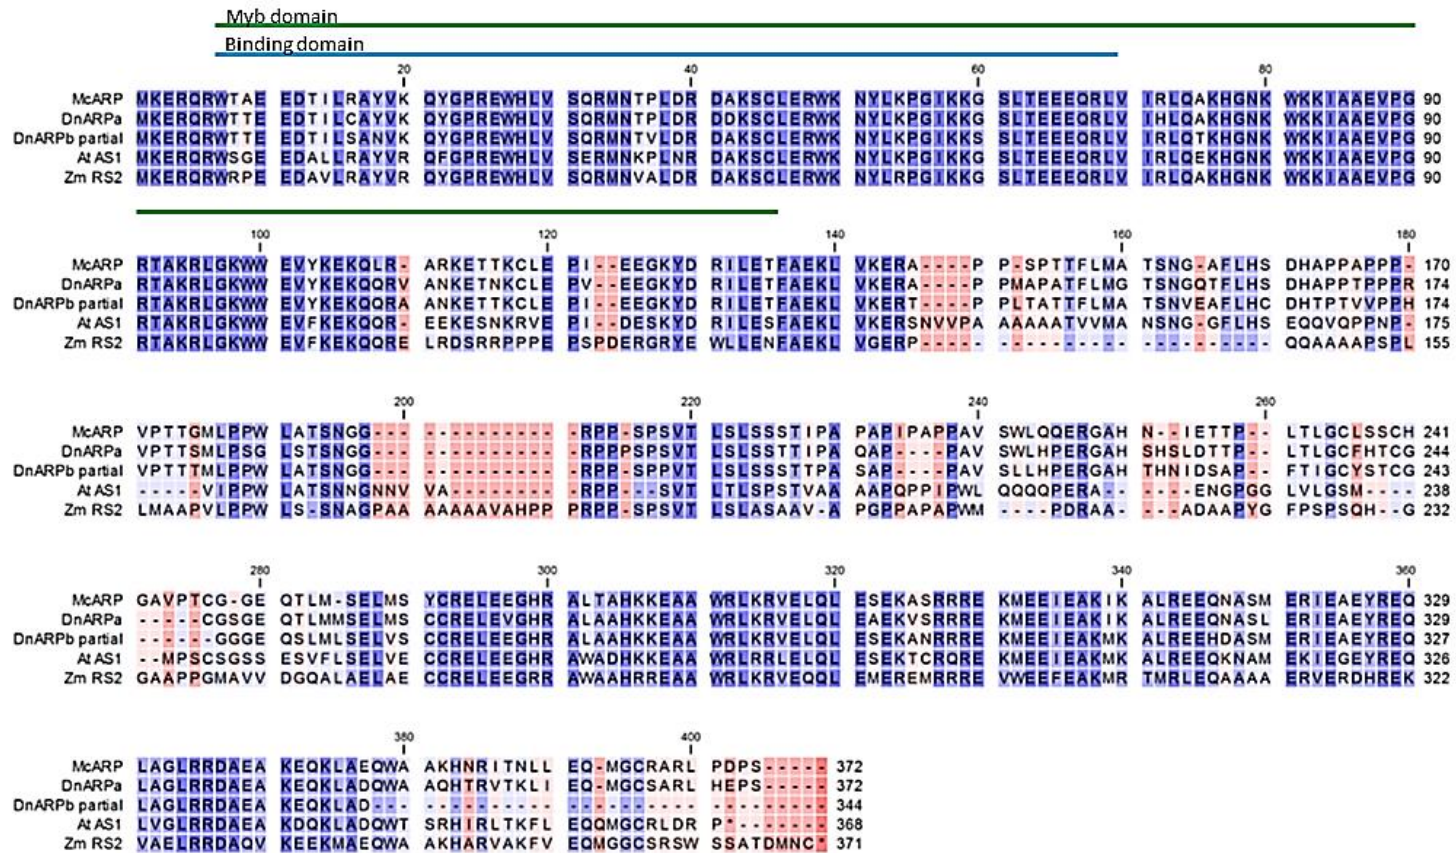 Myb domain
Binding domain
20 40 60 80
McARP MKERQRWTAE EDTILRAYVK QYGPREWHLV SQRMNTPLDR DAKSCLERWK NYLKPGIKKG SLTEEEQRLV IRLQAKHGNK WKKIAAEVPG 90
DnARPa MKERQRWTTE EDTILCAYVK QYGPREWHLV SQRMNTPLDR DDKSCLERWK NYLKPGIKKG SLTEEEQRLV IHLQAKHGNK WKKIAAEVPG 90
DnARPb partial MKERQRWTTE EDTILSANVK QYGPREWHLV SQRMNTVLDR DAKSCLERWK NYLKPGIKKS SLTEEEQRLV IRLQTKHGNK WKKIAAEVPG 90
At AS1 MKERQRWSGE EDALLRAYVR QFGPREWHLV SERMNKPLNR DAKSCLERWK NYLKPGIKKG SLTEEEQRLV IRLQEKHGNK WKKIAAEVPG 90
Zm RS2 MKERQRWRPE EDAVLRAYVR QYGPREWHLV SQRMNVALDR DAKSCLERWK NYLRPGIKKG SLTEEEQRLV IRLQAKHGNK WKKIAAEVPG 90
100 120 140 160 180
McARP RTAKRLGKWW EVYKEKQLR- ARKETTKCLE PI--EEGKYD RILETFAEKL VKERA----P P-SPTTFLMA TSNG-AFLHS DHAPPAPPP- 170
DnARPa RTAKRLGKWW EVYKEKQQRV ANKETNKCLE PV--EEGKYD RILETFAEKL VKERA----P PMAPATFLMG TSNGQTFLHS DHAPPTPPPR 174
DnARPb partial RTAKRLGKWW EVYKEKQQRA ANKETTKCLE PI--EEGKYD RILETFAEKL VKERT----P PLTATTFLMA TSNVEAFLHC DHTPTVVPPH 174
At AS1 RTAKRLGKWW EVFKEKQQR- EEKESNKRVE PI--DESKYD RILESFAEKL VKERSNVVPA AAAAATVVMA NSNG-GFLHS EQQVQPPNP- 175
Zm RS2 RTAKRLGKWW EVFKEKQQRE LRDSRRPPPE PSPDERGRYE WLLENFAEKL VGERP----- ---------- ---------- QQAAAAPSPL 155
200 220 240 260
McARP VPTTGMLPPW LATSNGG--- ---------- -RPP-SPSVT LSLSSSTIPA PAPIPAPPAV SWLQQERGAH N--IETTP-- LTLGCLSSCH 241
DnARPa VPTTSMLPSG LSTSNGG--- ---------- -RPPPSPSVT LSLSSTTIPA QAP----PAV SWLHPERGAH SHSLDTTP-- LTLGCFHTCG 244
DnARPb partial VPTTTMLPPW LATSNGG--- ---------- -RPP-SPPVT LSLSSSTTPA SAP----PAV SLLHPERGAH THNIDSAP-- FTIGCYSTCG 243
At AS1 -----VIPPW LATSNNGNNV VA-------- -RPP---SVT LTLSPSTVAA AAPQPPIPWL QQQQPERA-- ----ENGPGG LVLGSM---- 238
Zm RS2 LMAAPVLPPW LS-SNAGPAA AAAAAVAHPP PRPP-SPSVT LSLASAAV-A PGPPAPAPWM ----PDRAA- ---ADAAPYG FPSPSQH--G 232
280 300 320 340 360
McARP GAVPTCG-GE QTLM-SELMS YCRELEEGHR ALTAHKKEAA WRLKRVELQL ESEKASRRRE KMEEIEAKIK ALREEQNASM ERIEAEYREQ 329
DnARPa -----CGSGE QTLMMSELMS CCRELEVGHR ALAAHKKEAA WRLKRVELQL ESAEKVSRRRE KMEEIEAKIK ALREEQNASL ERIEAEYREQ 329
DnARPb partial ------GGGE QSLMLSELVS CCRELEEGHR ALAAHKKEAA WRLKRVELQL ESEKANRRRE KMEEIEAKMK ALREEHDASM ERIEAEYREQ 327
At AS1 --MPSCSGSS ESVFLSELVE CCRELEEGHR AWADHKKEAA WRLRRLELQL ESEKTCRQRE KMEEIEAKMK ALREEQKNAM EKIEGEYREQ 326
Zm RS2 GAAPPGMAVV DGQALAELAE CCRELEEGRR AWAAHRREAA WRLKRVEQQL EMEREMRRRE VWEEFEAKMR TMRLEQAAAA ERVERDHREK 322
380 400
McARP LAGLRRDAEA KEQKLAEQWA AKHNRITNLL EQ-MGCRARL PDPS----- 372
DnARPa LAGLRRDAEA KEQKLAEQWA AQHTRVTKLI EQ-MGCSARL HEPS----- 372
DnARPb partial LAGLRRDAEA KEQKLAD--- ---------- ---------- --------- 344
At AS1 LVGLRRDAEA KDQKLADQWT SRHIRLTKFL EQQMGCRLDR P*------- 368
Zm RS2 VAELRRDAQV KEEKMAEQWA AKHARVAKFV EQMGGCSRSW SSATDMNC* 371